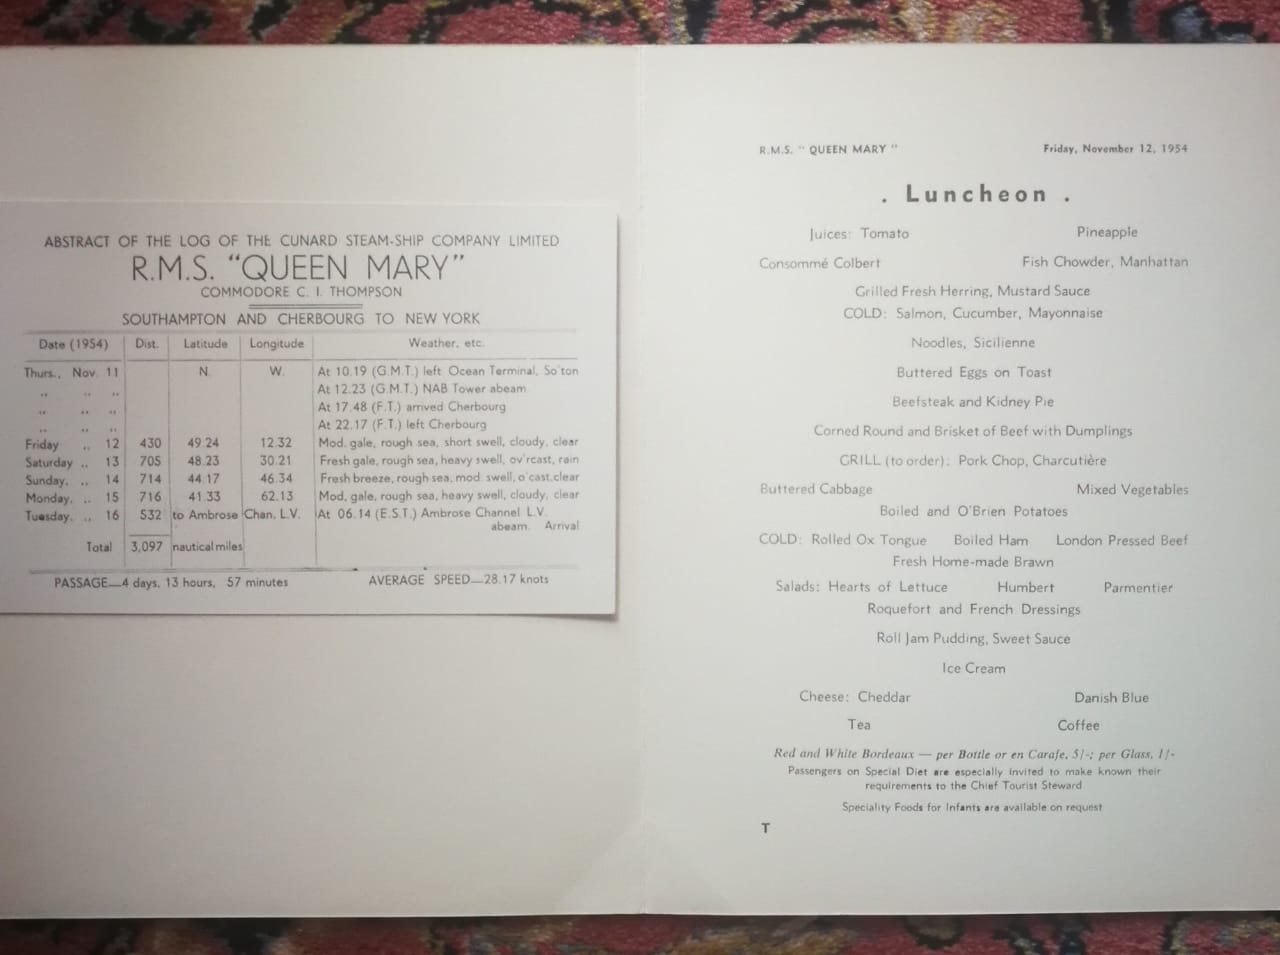 ABSTRACT OF THE LOG OF THE CUNARD STEAM-SHIP COMPANY LIMITED
R.M.S. "QUEEN MARY"
COMMODORE C. I. THOMPSON
SOUTHAMPTON AND CHERBOURG TO NEW YORK
Date (1954) Dist. Latitude Longitude Weather, etc.
Thurs., Nov. 11 N. W. At 10.19 (G.M.T.) left Ocean Terminal, So'ton
,, ,, ,, At 12.23 (G.M.T.) NAB Tower abeam
,, ,, ,, At 17.48 (F.T.) arrived Cherbourg
,, ,, ,, At 22.17 (F.T.) left Cherbourg
Friday ,, 12 430 49.24 12.32 Mod. gale, rough sea, short swell, cloudy, clear
Saturday ,, 13 705 48.23 30.21 Fresh gale, rough sea, heavy swell, ov'rcast, rain
Sunday, ,, 14 714 44.17 46.34 Fresh breeze, rough sea, mod. swell, o'cast.clear
Monday, ,, 15 716 41.33 62.13 Mod, gale, rough sea, heavy swell, cloudy, clear
Tuesday, ,, 16 532 to Ambrose Chan. L.V. At 06.14 (E.S.T.) Ambrose Channel L.V.
abeam. Arrival
Total 3,097 nautical miles
PASSAGE—4 days, 13 hours, 57 minutes AVERAGE SPEED—28.17 knots
R.M.S. "QUEEN MARY" Friday, November 12, 1954
. Luncheon .
Juices: Tomato Pineapple
Consommé Colbert Fish Chowder, Manhattan
Grilled Fresh Herring, Mustard Sauce
COLD: Salmon, Cucumber, Mayonnaise
Noodles, Sicilienne
Buttered Eggs on Toast
Beefsteak and Kidney Pie
Corned Round and Brisket of Beef with Dumplings
GRILL (to order): Pork Chop, Charcutière
Buttered Cabbage Mixed Vegetables
Boiled and O'Brien Potatoes
COLD: Rolled Ox Tongue Boiled Ham London Pressed Beef
Fresh Home-made Brawn
Salads: Hearts of Lettuce Humbert Parmentier
Roquefort and French Dressings
Roll Jam Pudding, Sweet Sauce
Ice Cream
Cheese: Cheddar Danish Blue
Tea Coffee
Red and White Bordeaux — per Bottle or en Carafe, 5/-; per Glass, 1/-
Passengers on Special Diet are especially invited to make known their
requirements to the Chief Tourist Steward
Speciality Foods for Infants are available on request
T